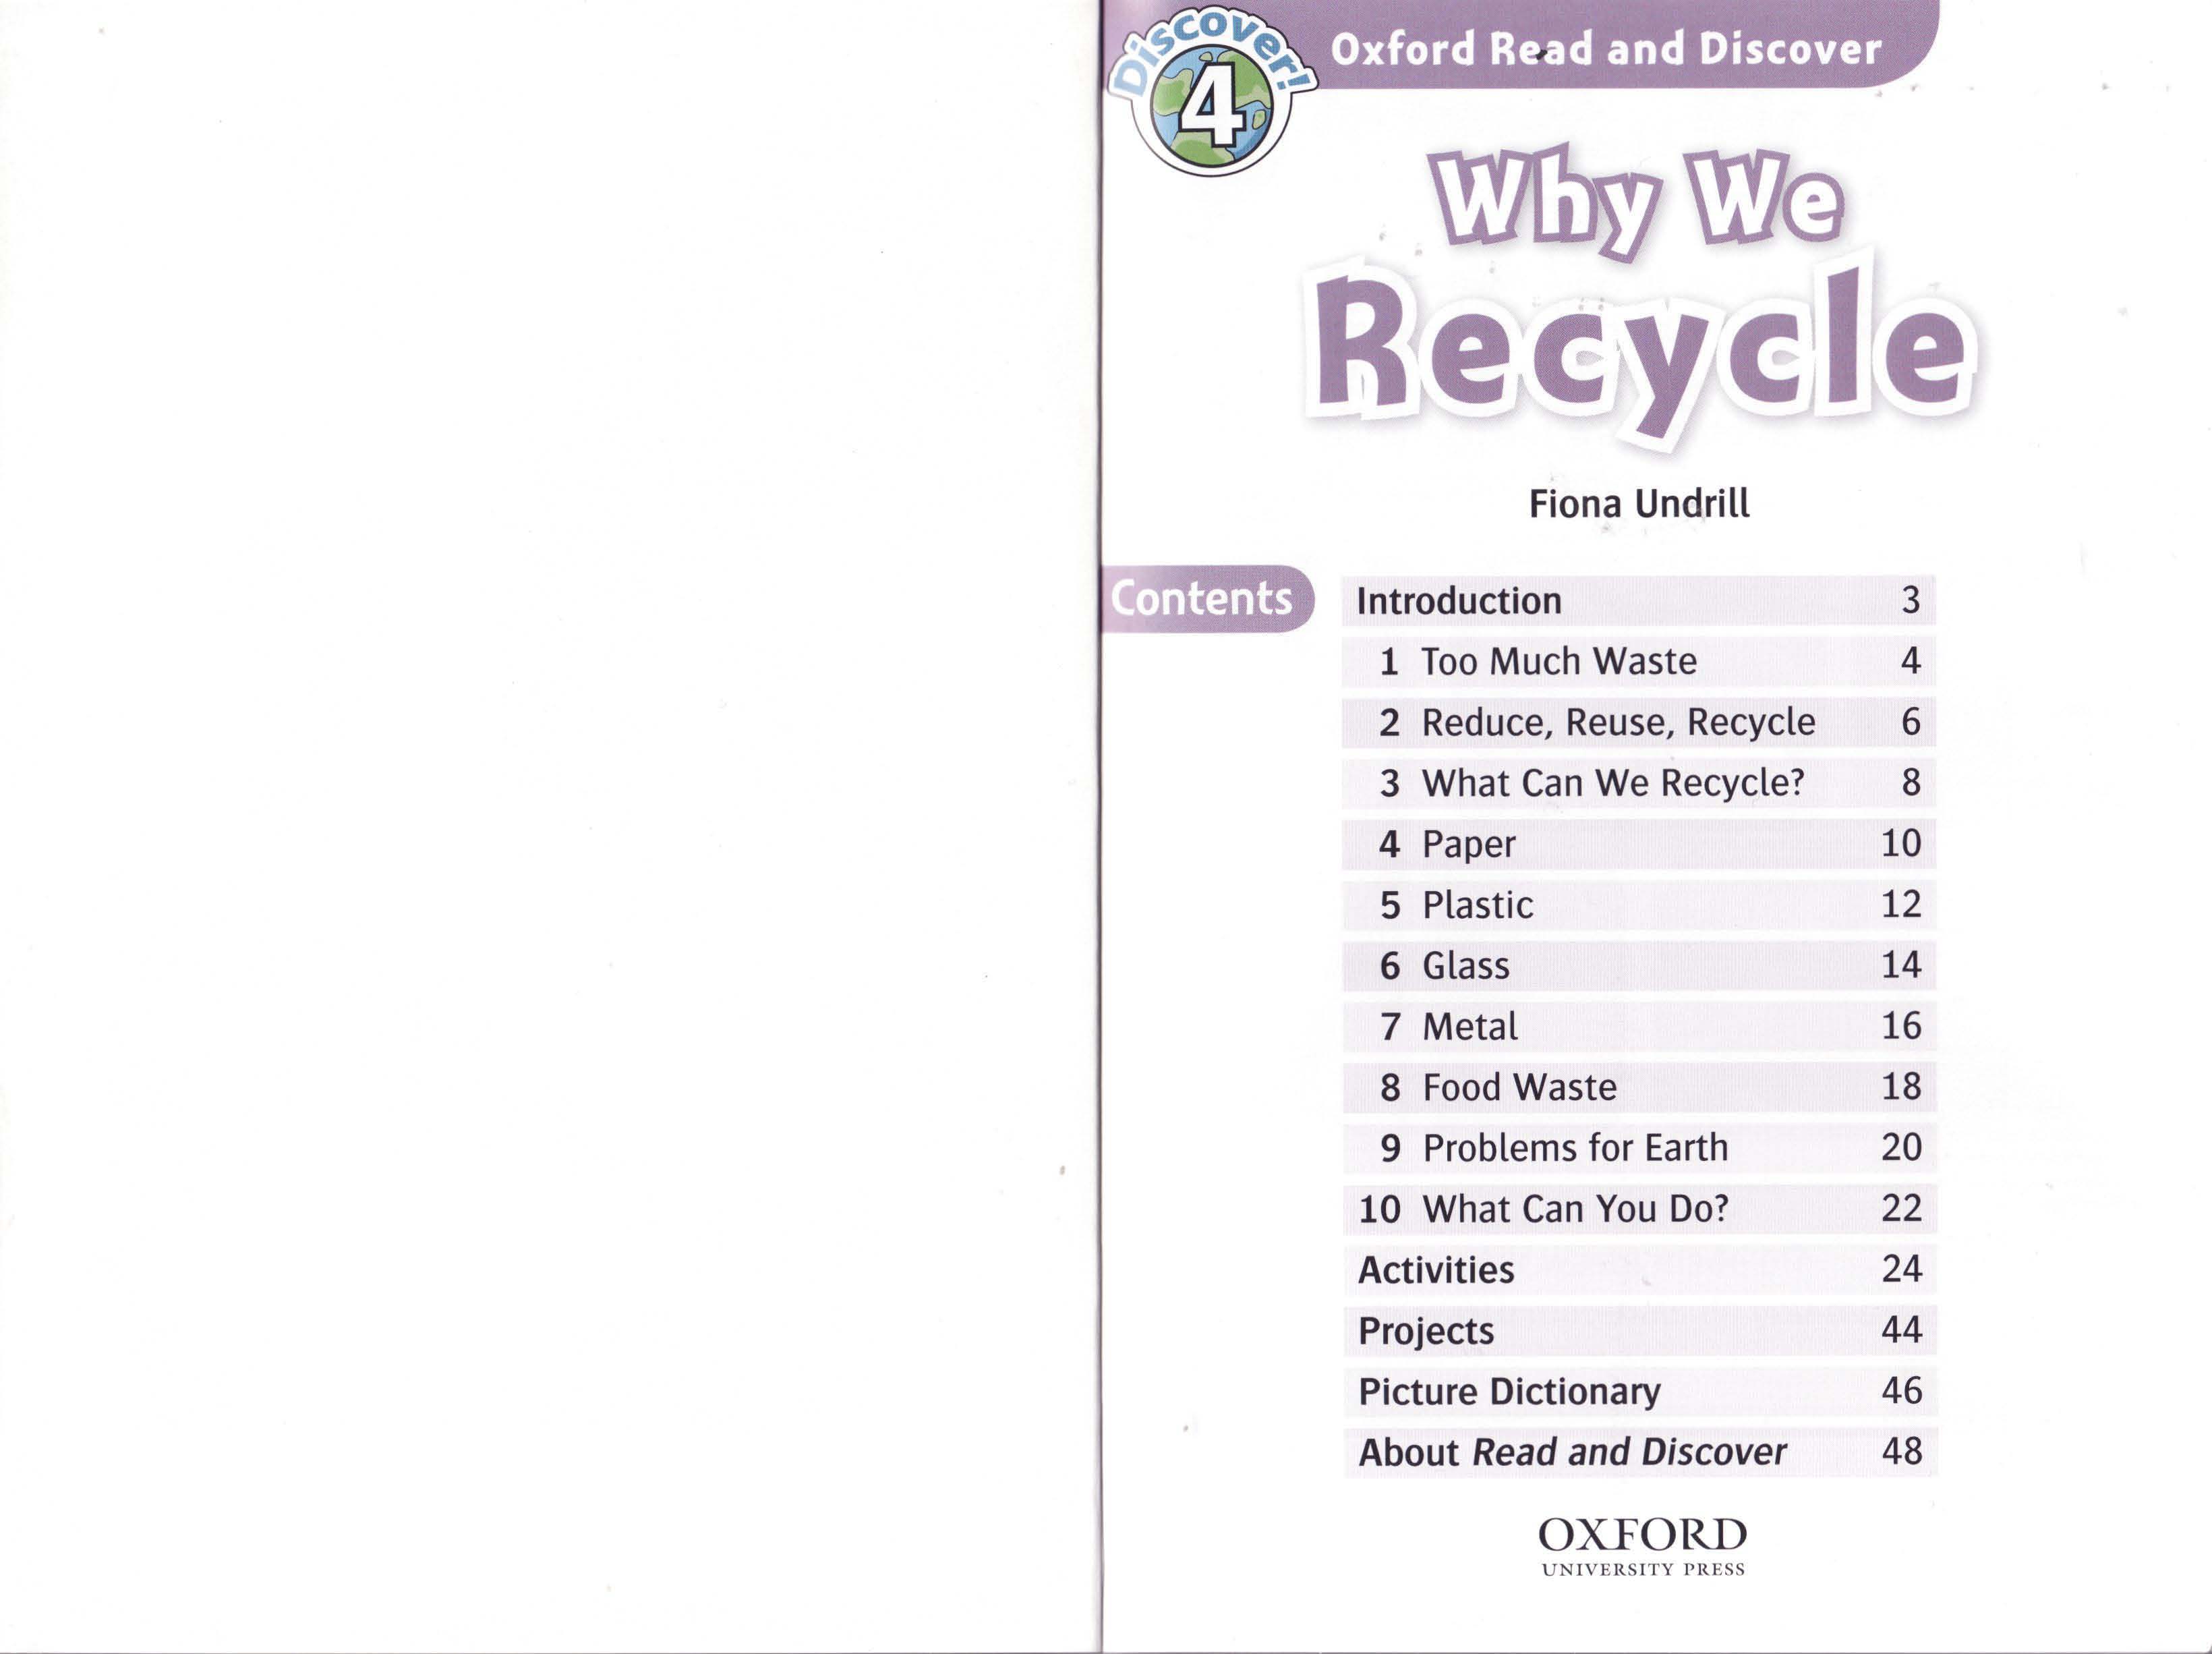 Discover!
4
Oxford Read and Discover
Why We
Recycle
Fiona Undrill
Contents
Introduction 3
1 Too Much Waste 4
2 Reduce, Reuse, Recycle 6
3 What Can We Recycle? 8
4 Paper 10
5 Plastic 12
6 Glass 14
7 Metal 16
8 Food Waste 18
9 Problems for Earth 20
10 What Can You Do? 22
Activities 24
Projects 44
Picture Dictionary 46
About Read and Discover 48
OXFORD
UNIVERSITY PRESS